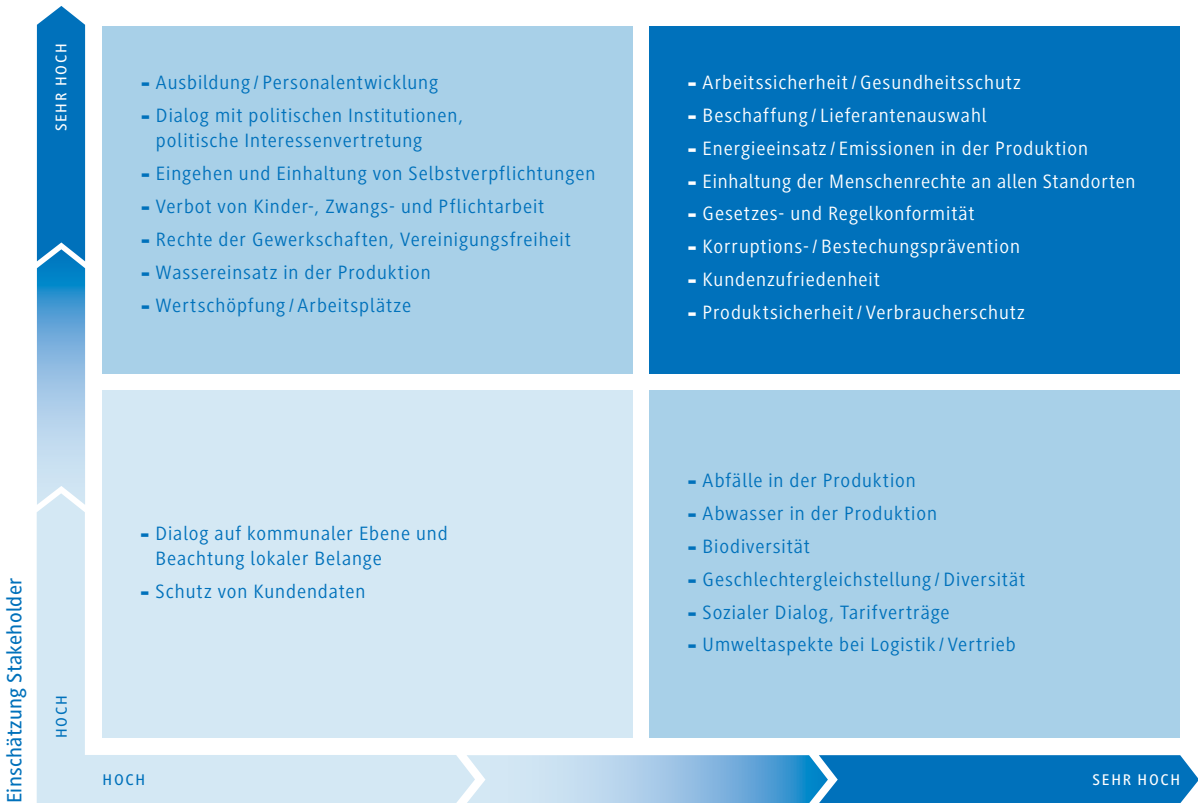 SEHR HOCH
- Ausbildung / Personalentwicklung
- Dialog mit politischen Institutionen,
politische Interessenvertretung
- Eingehen und Einhaltung von Selbstverpflichtungen
- Verbot von Kinder-, Zwangs- und Pflichtarbeit
- Rechte der Gewerkschaften, Vereinigungsfreiheit
- Wassereinsatz in der Produktion
- Wertschöpfung / Arbeitsplätze
- Arbeitssicherheit / Gesundheitsschutz
- Beschaffung / Lieferantenauswahl
- Energieeinsatz / Emissionen in der Produktion
- Einhaltung der Menschenrechte an allen Standorten
- Gesetzes- und Regelkonformität
- Korruptions- / Bestechungsprävention
- Kundenzufriedenheit
- Produktsicherheit / Verbraucherschutz
- Dialog auf kommunaler Ebene und
Beachtung lokaler Belange
- Schutz von Kundendaten
- Abfälle in der Produktion
- Abwasser in der Produktion
- Biodiversität
- Geschlechtergleichstellung / Diversität
- Sozialer Dialog, Tarifverträge
- Umweltaspekte bei Logistik / Vertrieb
Einschätzung Stakeholder
HOCH
HOCH
SEHR HOCH